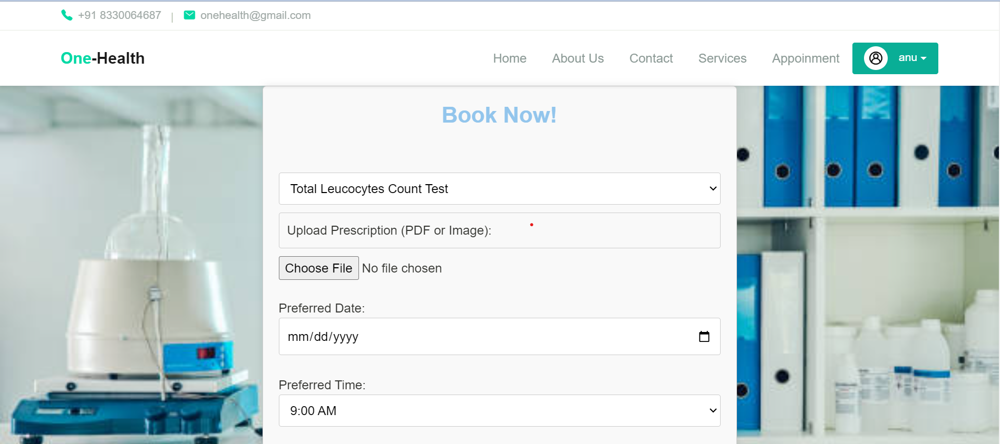 +91 8330064687 | onehealth@gmail.com
One-Health
Home About Us Contact Services Appoinment anu
Book Now!
Total Leucocytes Count Test
Upload Prescription (PDF or Image):
Choose File No file chosen
Preferred Date:
mm/dd/yyyy
Preferred Time:
9:00 AM